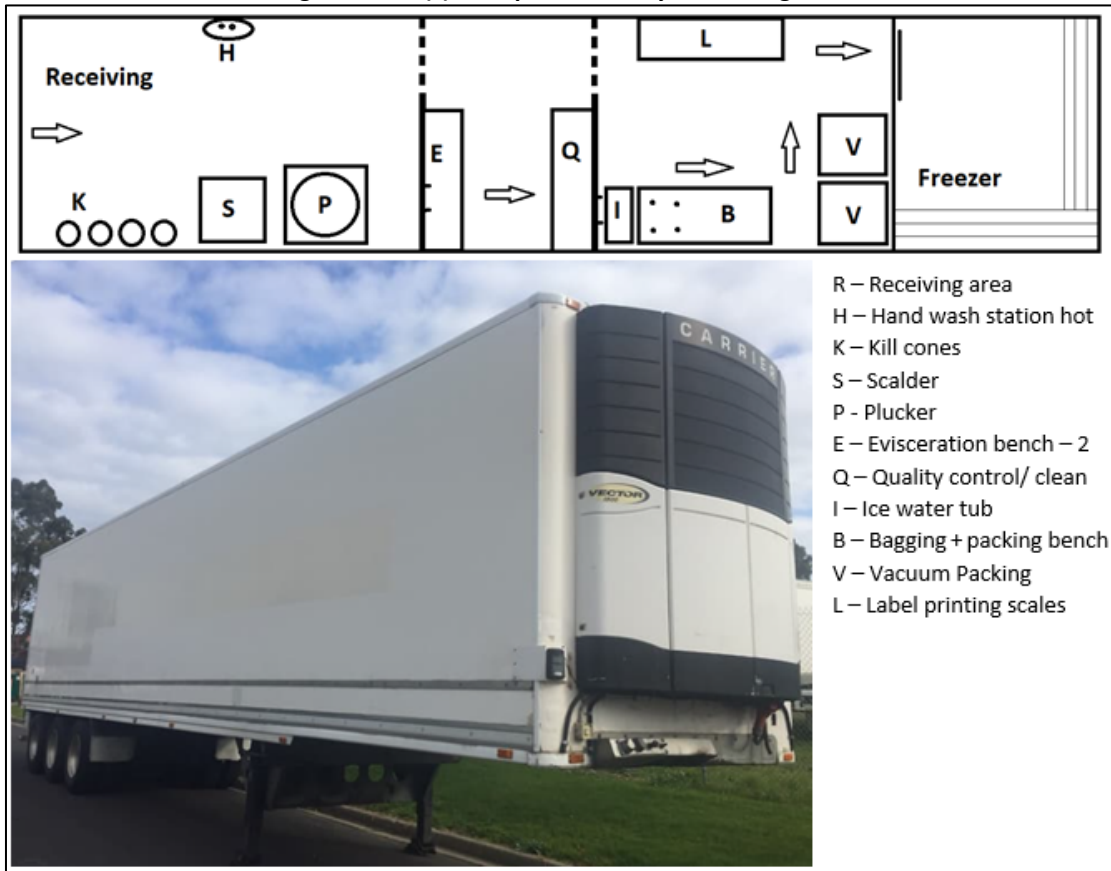 H
Receiving
K
S
P
E
Q
I
B
L
V
V
Freezer
R – Receiving area
H – Hand wash station hot
K – Kill cones
S – Scalder
P - Plucker
E – Evisceration bench – 2
Q – Quality control/ clean
I – Ice water tub
B – Bagging + packing bench
V – Vacuum Packing
L – Label printing scales
CARRIER
VECTOR